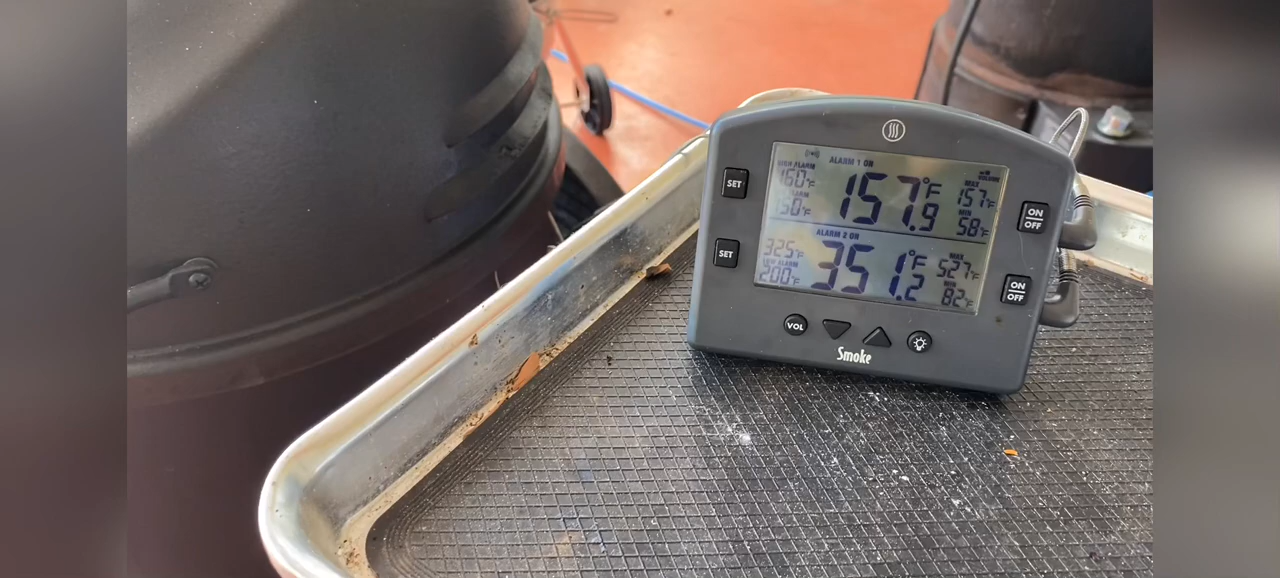 ALARM 1 ON
VOLUME
HIGH ALARM
160°F
157.9°F
MAX
157°F
ALARM
150°F
MIN
58°F
SET
ON
OFF
ALARM 2 ON
325°F
351.2°F
MAX
527°F
LOW ALARM
200°F
MIN
82°F
SET
ON
OFF
VOL
Smoke